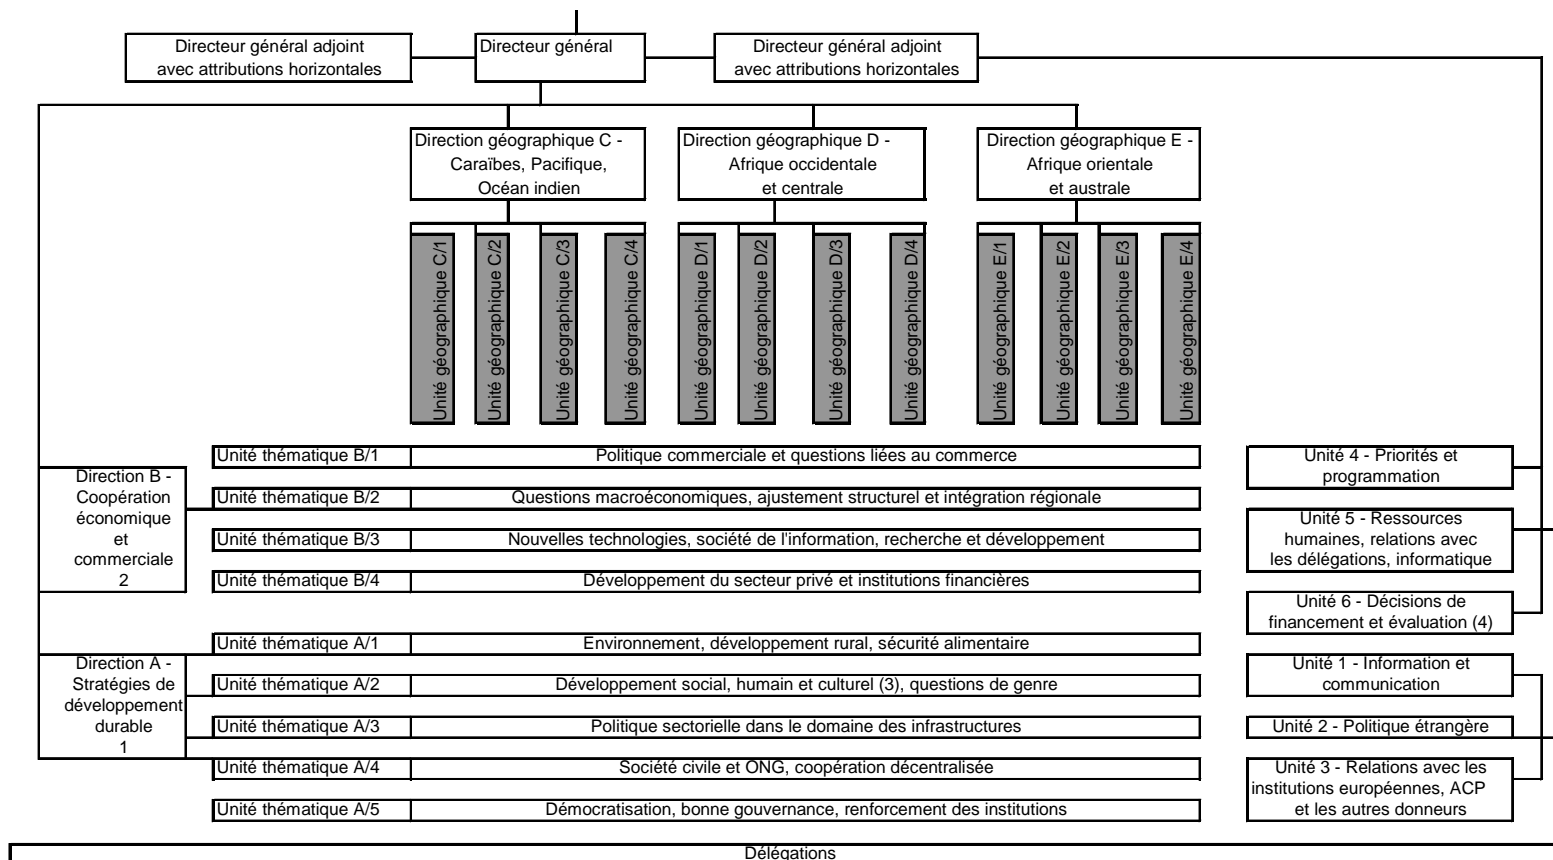 Directeur général adjoint
avec attributions horizontales
Directeur général
Directeur général adjoint
avec attributions horizontales
Direction géographique C -
Caraïbes, Pacifique,
Océan indien
Direction géographique D -
Afrique occidentale
et centrale
Direction géographique E -
Afrique orientale
et australe
Unité géographique C/1
Unité géographique C/2
Unité géographique C/3
Unité géographique C/4
Unité géographique D/1
Unité géographique D/2
Unité géographique D/3
Unité géographique D/4
Unité géographique E/1
Unité géographique E/2
Unité géographique E/3
Unité géographique E/4
Direction B -
Coopération
économique
et
commerciale
2
Unité thématique B/1 Politique commerciale et questions liées au commerce
Unité thématique B/2 Questions macroéconomiques, ajustement structurel et intégration régionale
Unité thématique B/3 Nouvelles technologies, société de l'information, recherche et développement
Unité thématique B/4 Développement du secteur privé et institutions financières
Unité 4 - Priorités et
programmation
Unité 5 - Ressources
humaines, relations avec
les délégations, informatique
Unité 6 - Décisions de
financement et évaluation (4)
Direction A -
Stratégies de
développement
durable
1
Unité thématique A/1 Environnement, développement rural, sécurité alimentaire
Unité thématique A/2 Développement social, humain et culturel (3), questions de genre
Unité thématique A/3 Politique sectorielle dans le domaine des infrastructures
Unité thématique A/4 Société civile et ONG, coopération décentralisée
Unité thématique A/5 Démocratisation, bonne gouvernance, renforcement des institutions
Unité 1 - Information et
communication
Unité 2 - Politique étrangère
Unité 3 - Relations avec les
institutions européennes, ACP
et les autres donneurs
Délégations